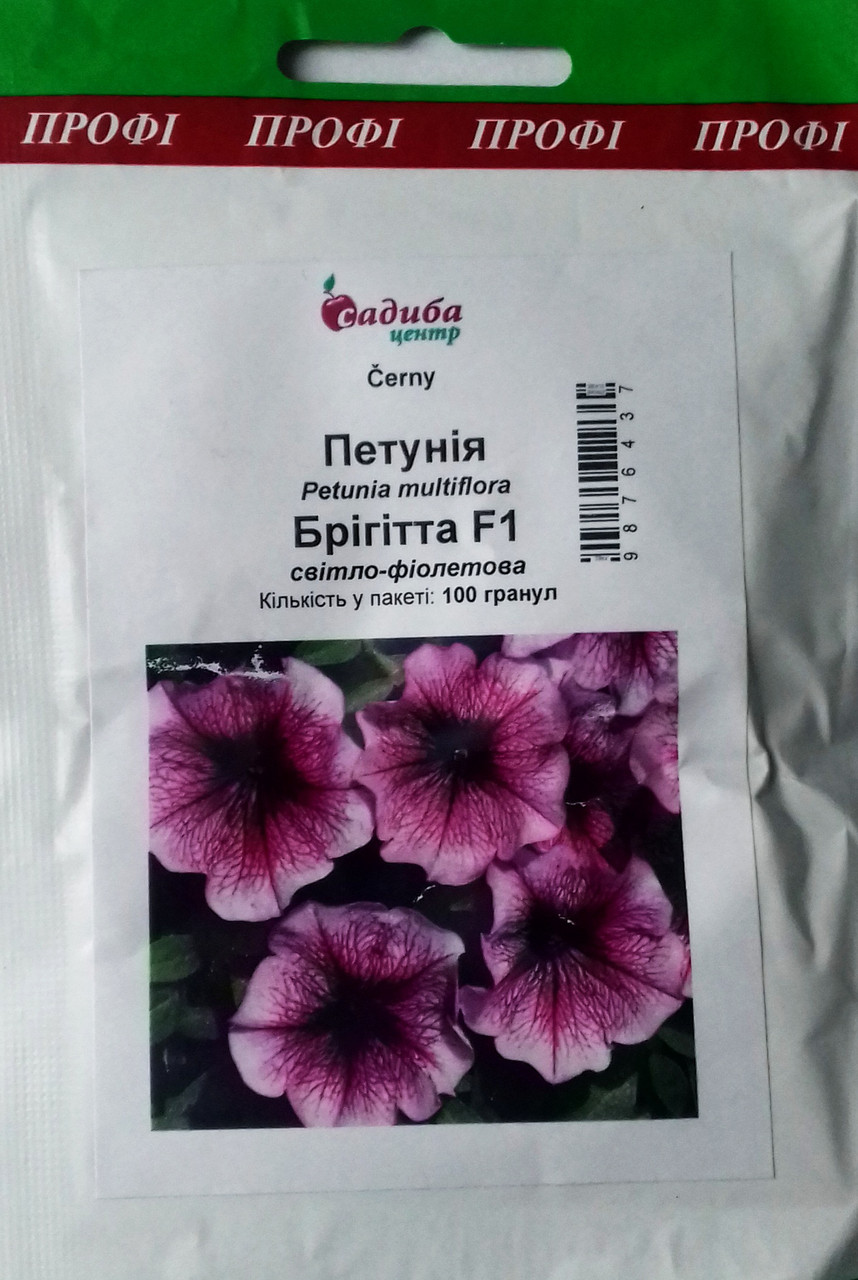 ПРОФІ ПРОФІ ПРОФІ ПРОФІ
садиба
центр
Černy
Петунія
Petunia multiflora
Брігітта F1
світло-фіолетова
Кількість у пакеті: 100 гранул
9876437